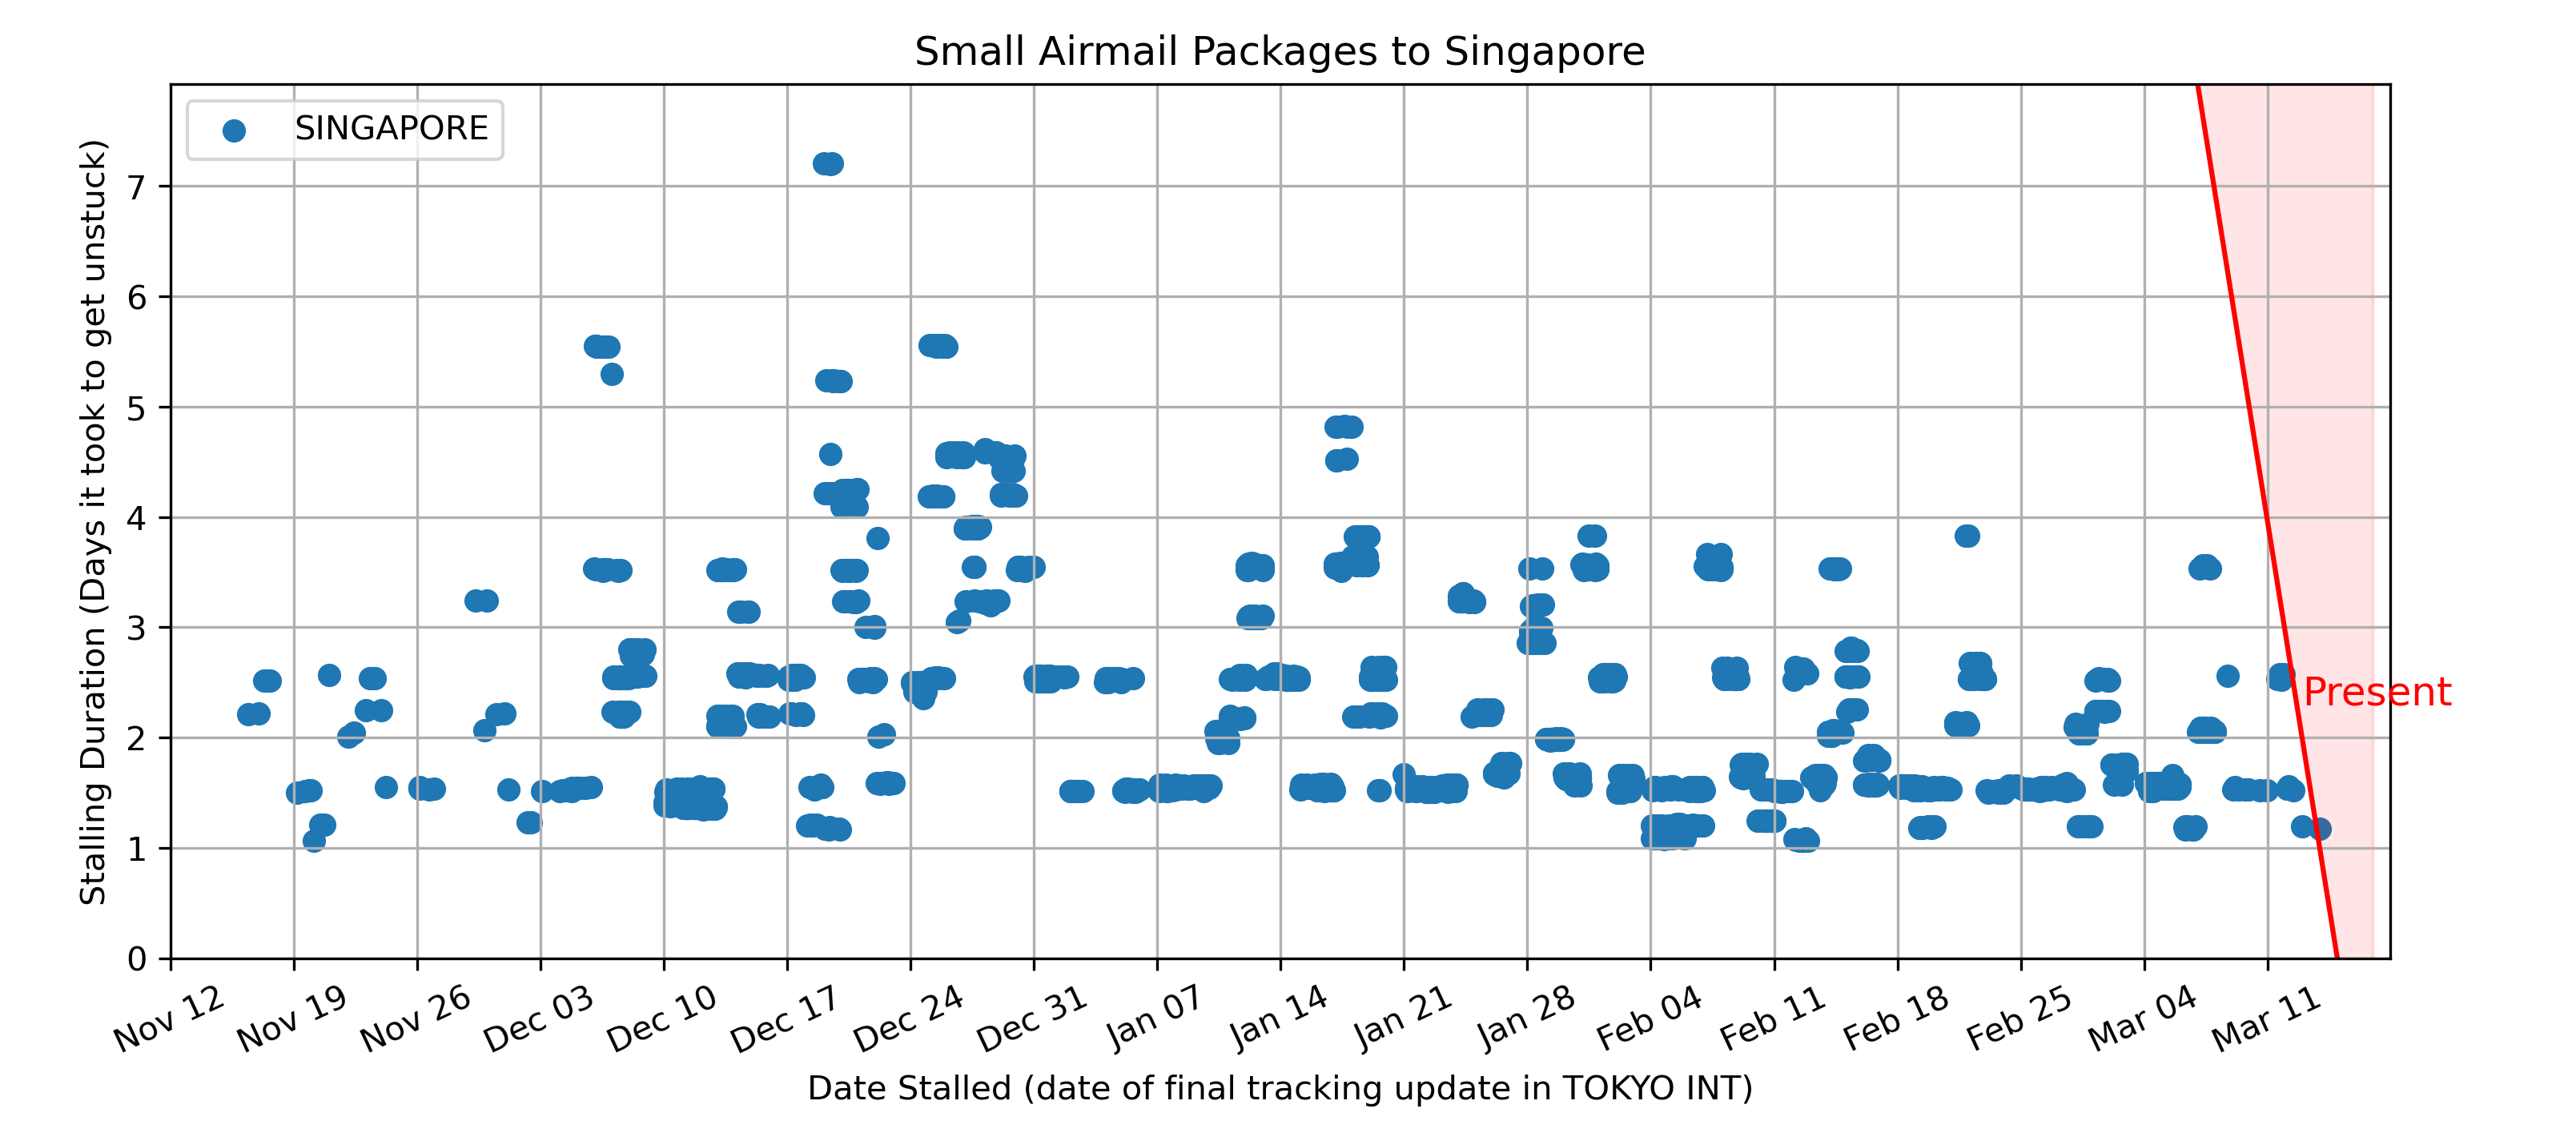 Small Airmail Packages to Singapore
SINGAPORE
Stalling Duration (Days it took to get unstuck)
7
6
5
4
3
2
1
0
Present
Nov 12
Nov 19
Nov 26
Dec 03
Dec 10
Dec 17
Dec 24
Dec 31
Jan 07
Jan 14
Jan 21
Jan 28
Feb 04
Feb 11
Feb 18
Feb 25
Mar 04
Mar 11
Date Stalled (date of final tracking update in TOKYO INT)